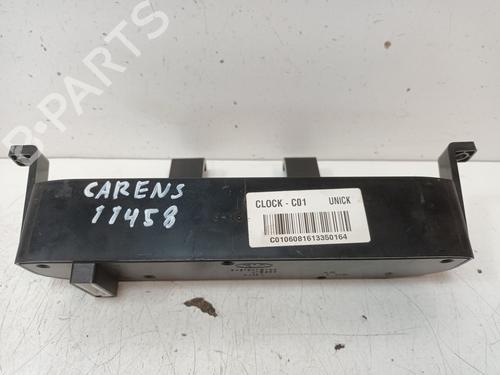 B-PARTS
CARENS
11458
CLOCK - C01 UNICK
C0106081613350164